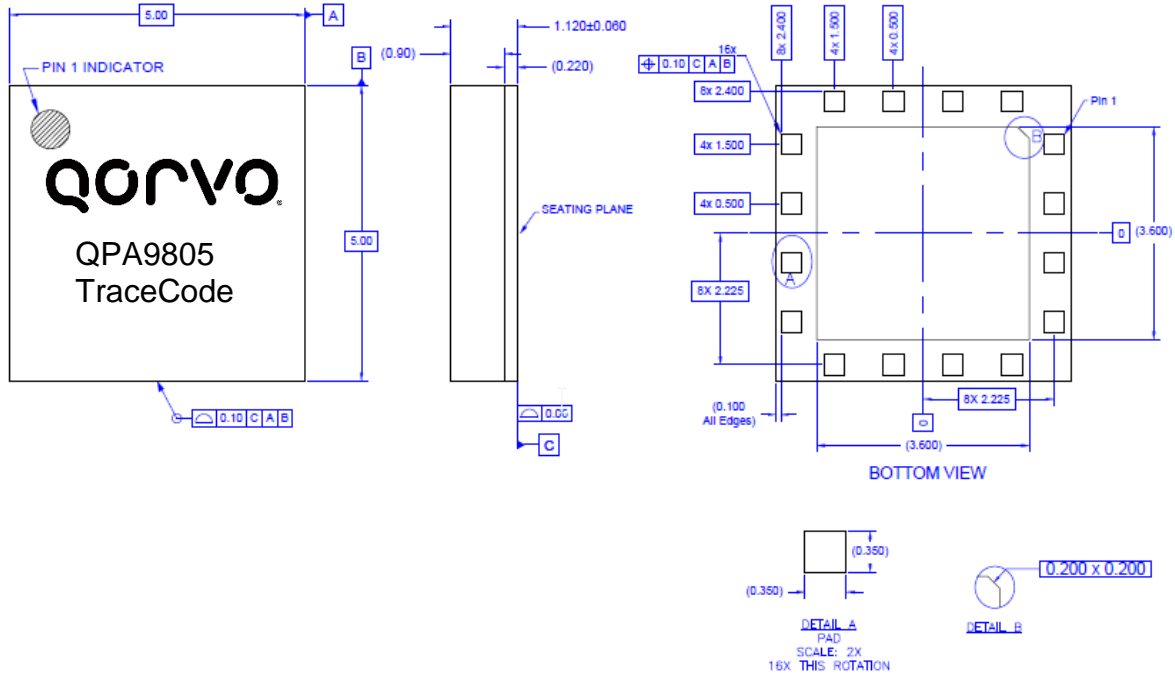 5.00
A
PIN 1 INDICATOR
B
QORVO
QPA9805
TraceCode
5.00
0.10 C A B
1.120±0.060
(0.90)
(0.220)
SEATING PLANE
C
8x 2.400
4x 1.500
4x 0.500
16x
0.10 C A B
8x 2.400
Pin 1
4x 1.500
B
4x 0.500
0
(3.600)
A
8X 2.225
(0.100
All Edges)
8X 2.225
0
(3.600)
BOTTOM VIEW
(0.350)
(0.350)
DETAIL A
PAD
SCALE: 2X
16X THIS ROTATION
0.200 x 0.200
DETAIL B